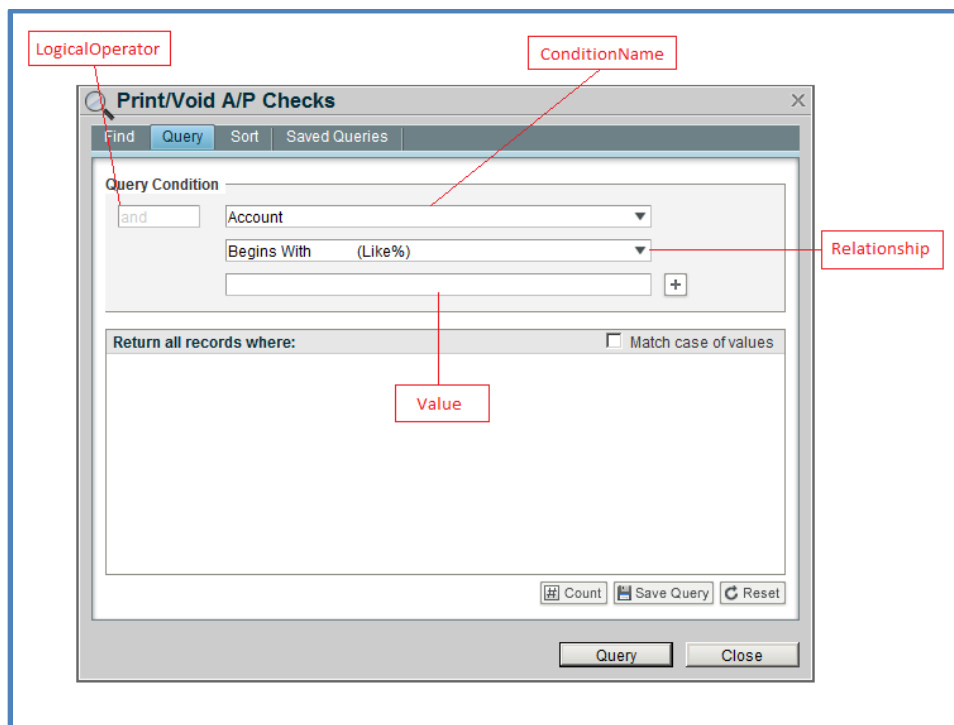 LogicalOperator
ConditionName
Print/Void A/P Checks
Find Query Sort Saved Queries
Query Condition
and Account
Begins With (Like%)
Relationship
+
Return all records where: Match case of values
Value
# Count Save Query Reset
Query Close